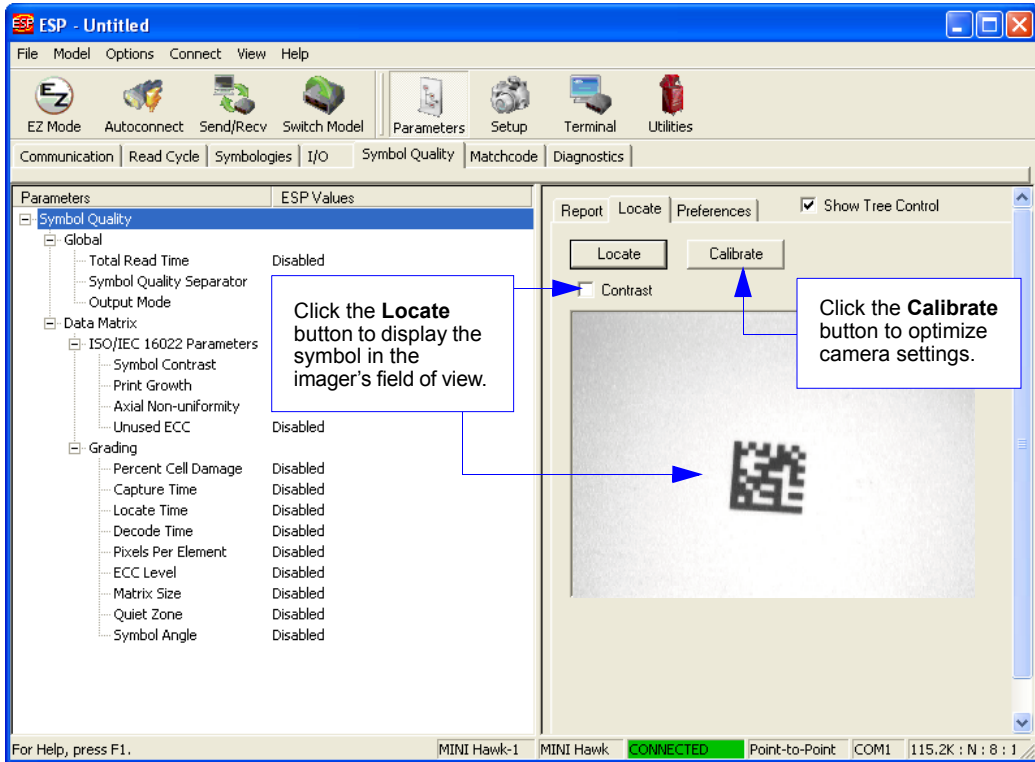 ESP - Untitled
File Model Options Connect View Help
EZ
EZ Mode Autoconnect Send/Recv Switch Model Parameters Setup Terminal Utilities
Communication Read Cycle Symbologies I/O Symbol Quality Matchcode Diagnostics
Parameters ESP Values
Symbol Quality
Global
Total Read Time Disabled
Symbol Quality Separator
Output Mode
Data Matrix
ISO/IEC 16022 Parameters
Symbol Contrast
Print Growth
Axial Non-uniformity
Unused ECC Disabled
Grading
Percent Cell Damage Disabled
Capture Time Disabled
Locate Time Disabled
Decode Time Disabled
Pixels Per Element Disabled
ECC Level Disabled
Matrix Size Disabled
Quiet Zone Disabled
Symbol Angle Disabled
Click the Locate
button to display the
symbol in the
imager's field of view.
Report Locate Preferences Show Tree Control
Locate Calibrate
Contrast
Click the Calibrate
button to optimize
camera settings.
For Help, press F1. MINI Hawk-1 MINI Hawk CONNECTED Point-to-Point COM1 115.2K : N : 8 : 1